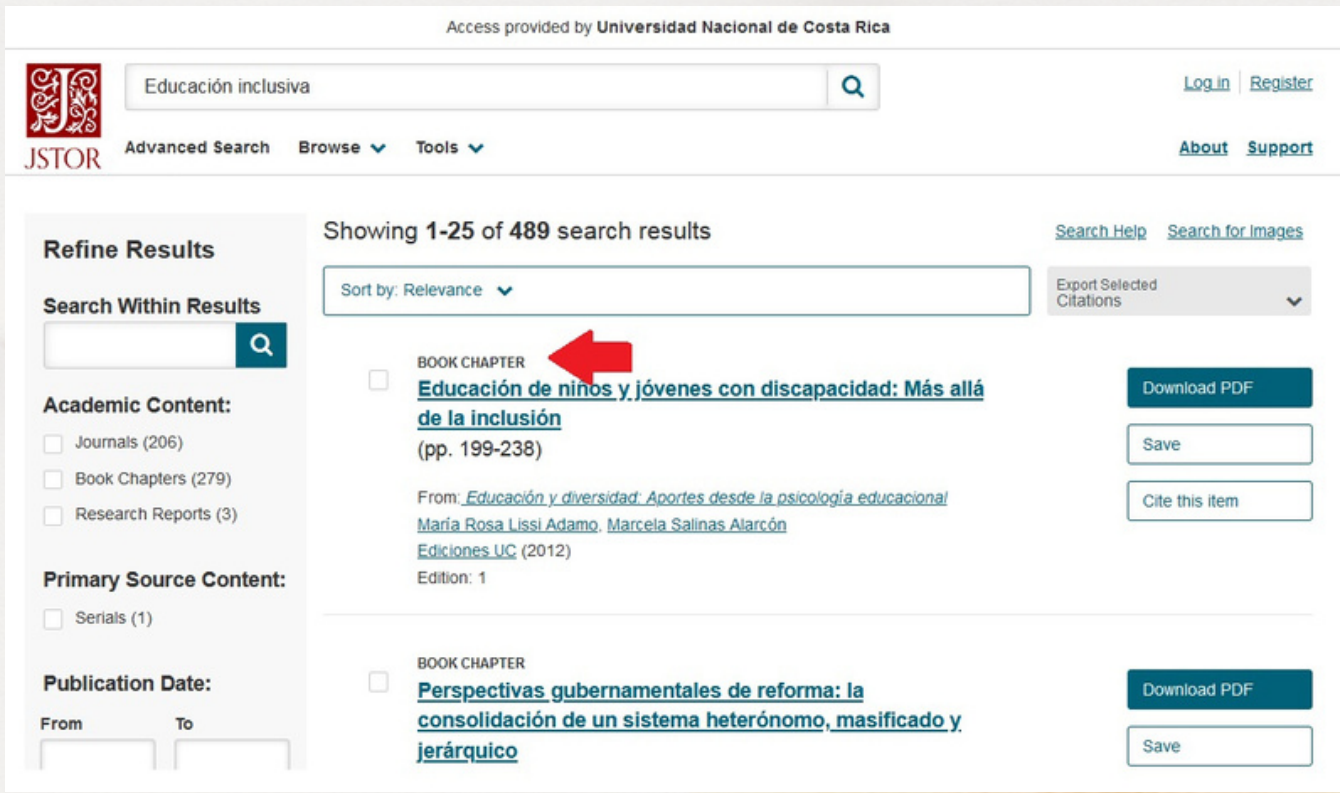 Access provided by Universidad Nacional de Costa Rica
JSTOR
Educación inclusiva
Log in Register
Advanced Search Browse Tools
About Support
Refine Results
Search Within Results
Academic Content:
Journals (206)
Book Chapters (279)
Research Reports (3)
Primary Source Content:
Serials (1)
Publication Date:
From To
Showing 1-25 of 489 search results
Search Help Search for Images
Sort by: Relevance
Export Selected
Citations
BOOK CHAPTER
Educación de niños y jóvenes con discapacidad: Más allá
de la inclusión
(pp. 199-238)
From: Educación y diversidad: Aportes desde la psicología educacional
María Rosa Lissi Adamo, Marcela Salinas Alarcón
Ediciones UC (2012)
Edition: 1
Download PDF
Save
Cite this item
BOOK CHAPTER
Perspectivas gubernamentales de reforma: la
consolidación de un sistema heterónomo, masificado y
jerárquico
Download PDF
Save